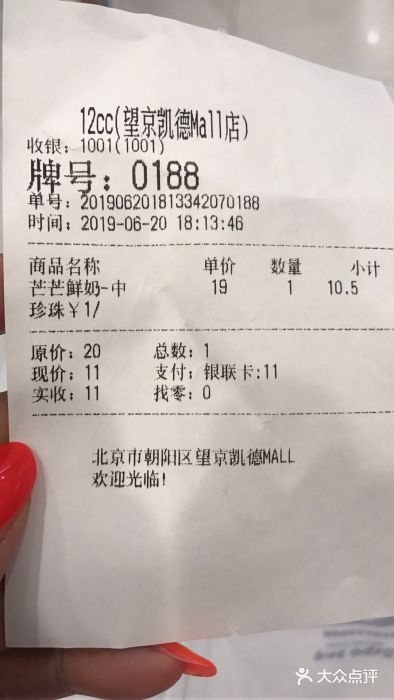 12cc(望京凯德Mall店)
收银: 1001(1001)
牌号: 0188
单号: 201906201813342070188
时间: 2019-06-20 18:13:46
商品名称 单价 数量 小计
芒芒鲜奶-中 19 1 10.5
珍珠￥1/
原价: 20 总数: 1
现价: 11 支付: 银联卡:11
实收: 11 找零: 0
北京市朝阳区望京凯德MALL
欢迎光临!
大众点评